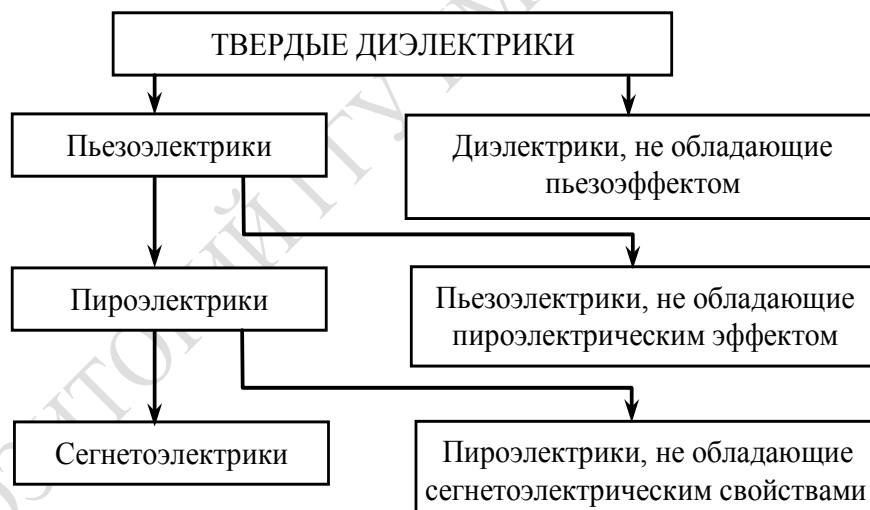 ТВЕРДЫЕ ДИЭЛЕКТРИКИ
Пьезоэлектрики
Диэлектрики, не обладающие
пьезоэффектом
Пироэлектрики
Пьезоэлектрики, не обладающие
пироэлектрическим эффектом
Сегнетоэлектрики
Пироэлектрики, не обладающие
сегнетоэлектрическим свойствами